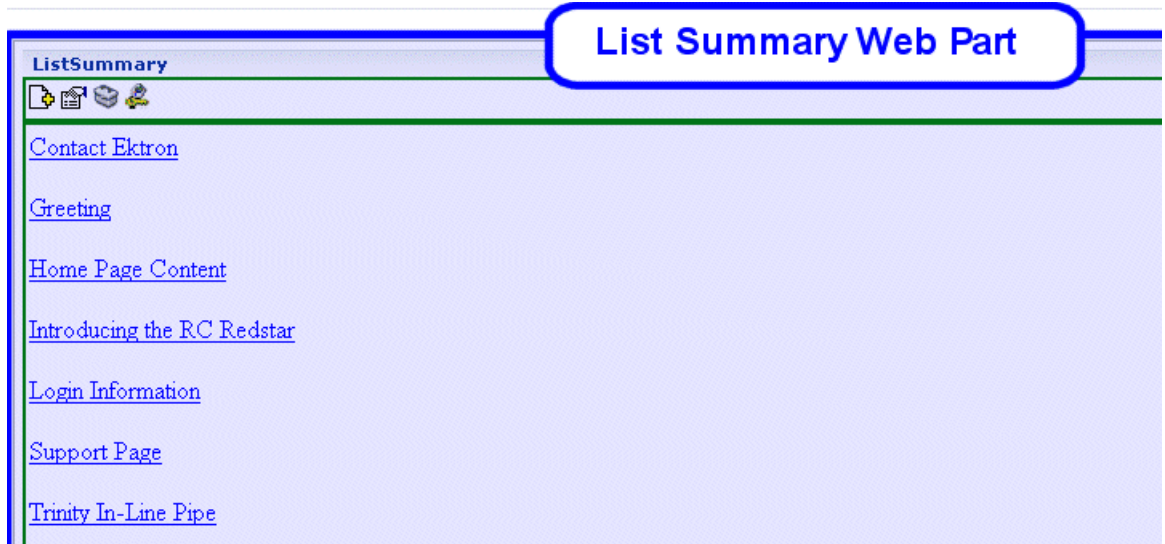 List Summary Web Part
ListSummary
Contact Ektron
Greeting
Home Page Content
Introducing the RC Redstar
Login Information
Support Page
Trinity In-Line Pipe